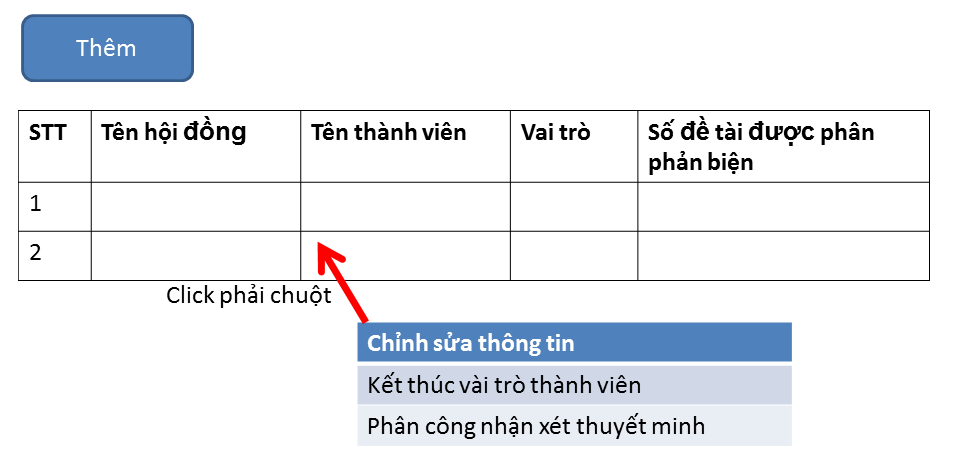 Thêm
STT Tên hội đồng Tên thành viên Vai trò Số đề tài được phân
phản biện
1
2
Click phải chuột
Chỉnh sửa thông tin
Kết thúc vài trò thành viên
Phân công nhận xét thuyết minh